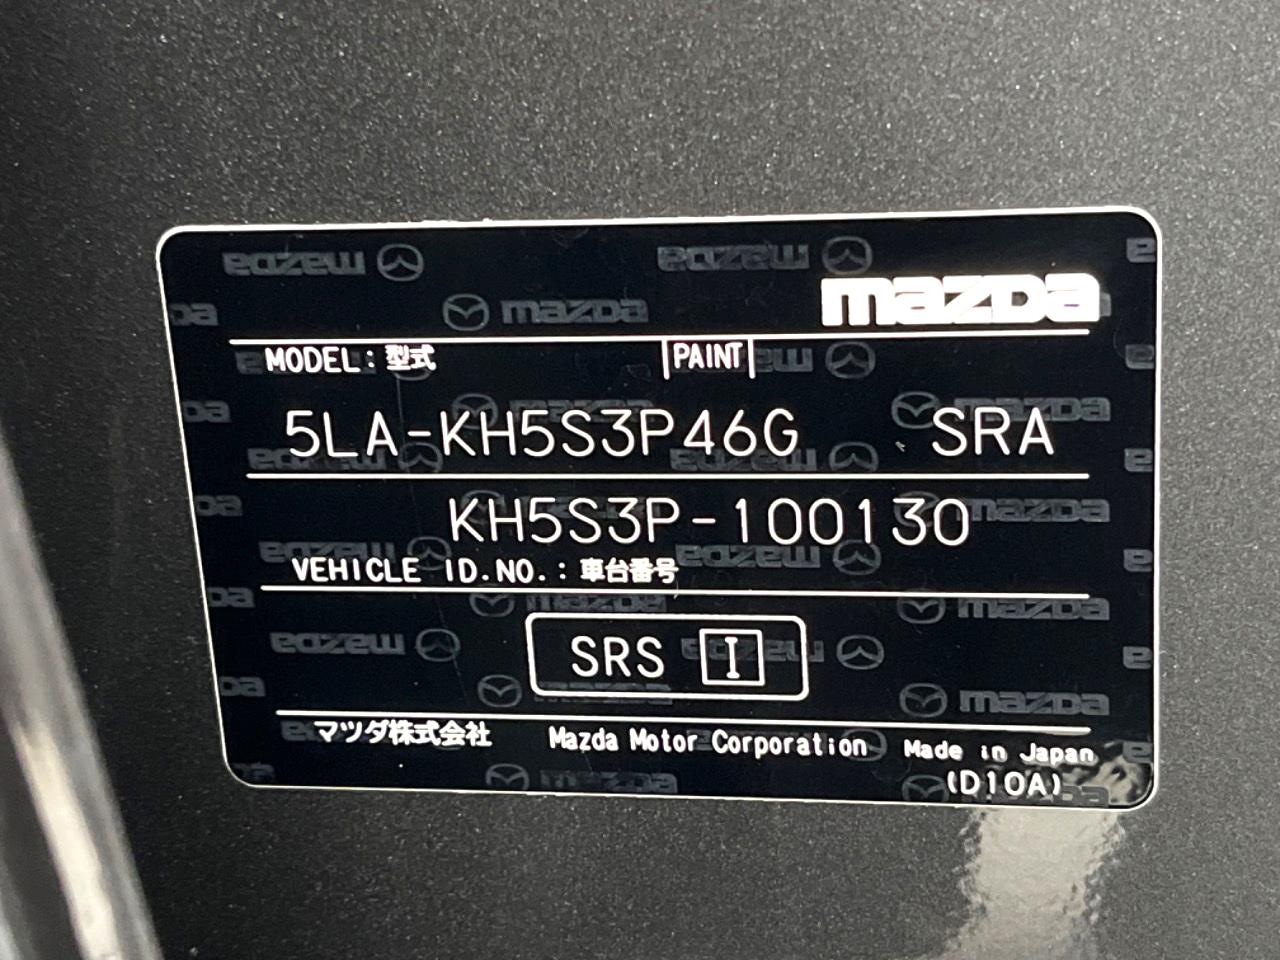 mazda
MODEL: 型式 PAINT
5LA-KH5S3P46G SRA
KH5S3P-100130
VEHICLE ID.NO.: 車台番号
SRS I
マツダ株式会社 Mazda Motor Corporation Made in Japan
(D10A)